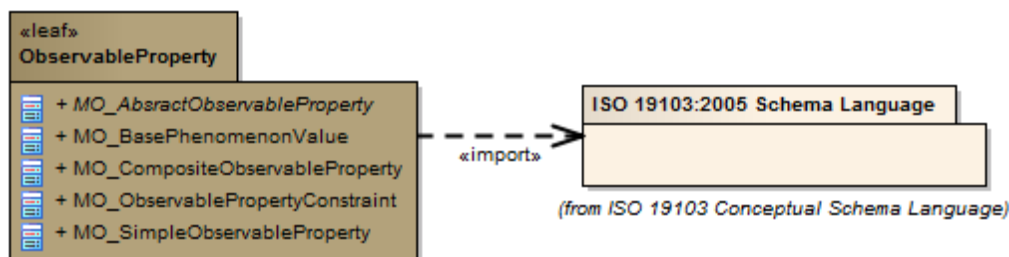 «leaf»
ObservableProperty
+ MO_AbsractObservableProperty
+ MO_BasePhenomenonValue
+ MO_CompositeObservableProperty
+ MO_ObservablePropertyConstraint
+ MO_SimpleObservableProperty
«import»
ISO 19103:2005 Schema Language
(from ISO 19103 Conceptual Schema Language)